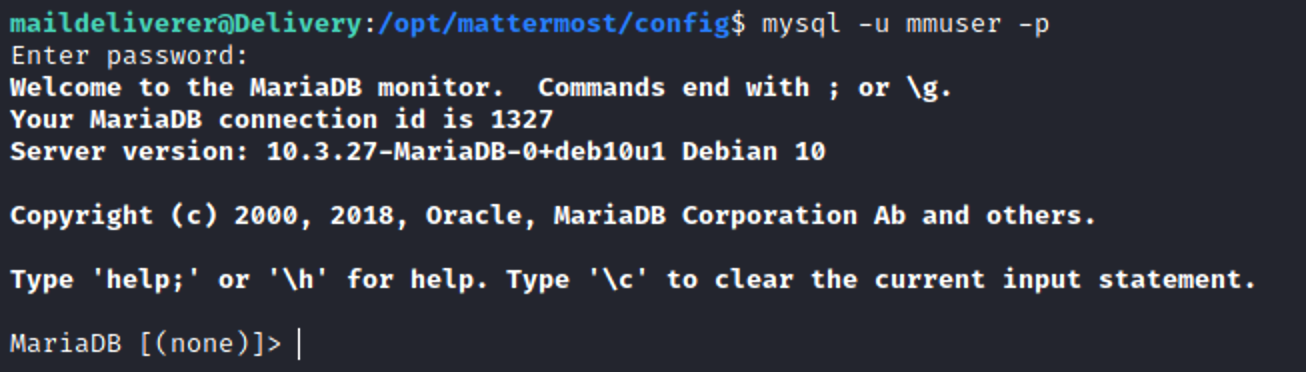 maildeliverer@Delivery:/opt/mattermost/config$ mysql -u mmuser -p
Enter password:
Welcome to the MariaDB monitor.  Commands end with ; or \g.
Your MariaDB connection id is 1327
Server version: 10.3.27-MariaDB-0+deb10u1 Debian 10
Copyright (c) 2000, 2018, Oracle, MariaDB Corporation Ab and others.
Type 'help;' or '\h' for help. Type '\c' to clear the current input statement.
MariaDB [(none)]>